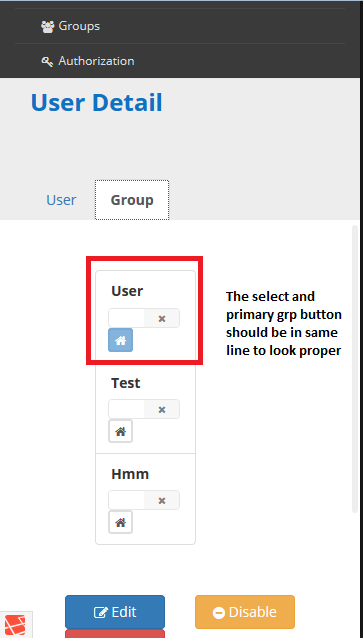 Groups
Authorization
User Detail
User
Group
User
The select and
primary grp button
should be in same
line to look proper
Test
Hmm
Edit
Disable